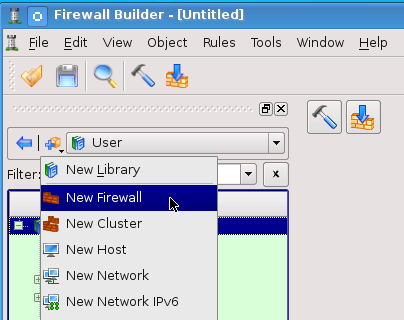 Firewall Builder - [Untitled]
File Edit View Object Rules Tools Window Help
User
Filter: x
New Library
New Firewall
New Cluster
New Host
New Network
New Network IPv6